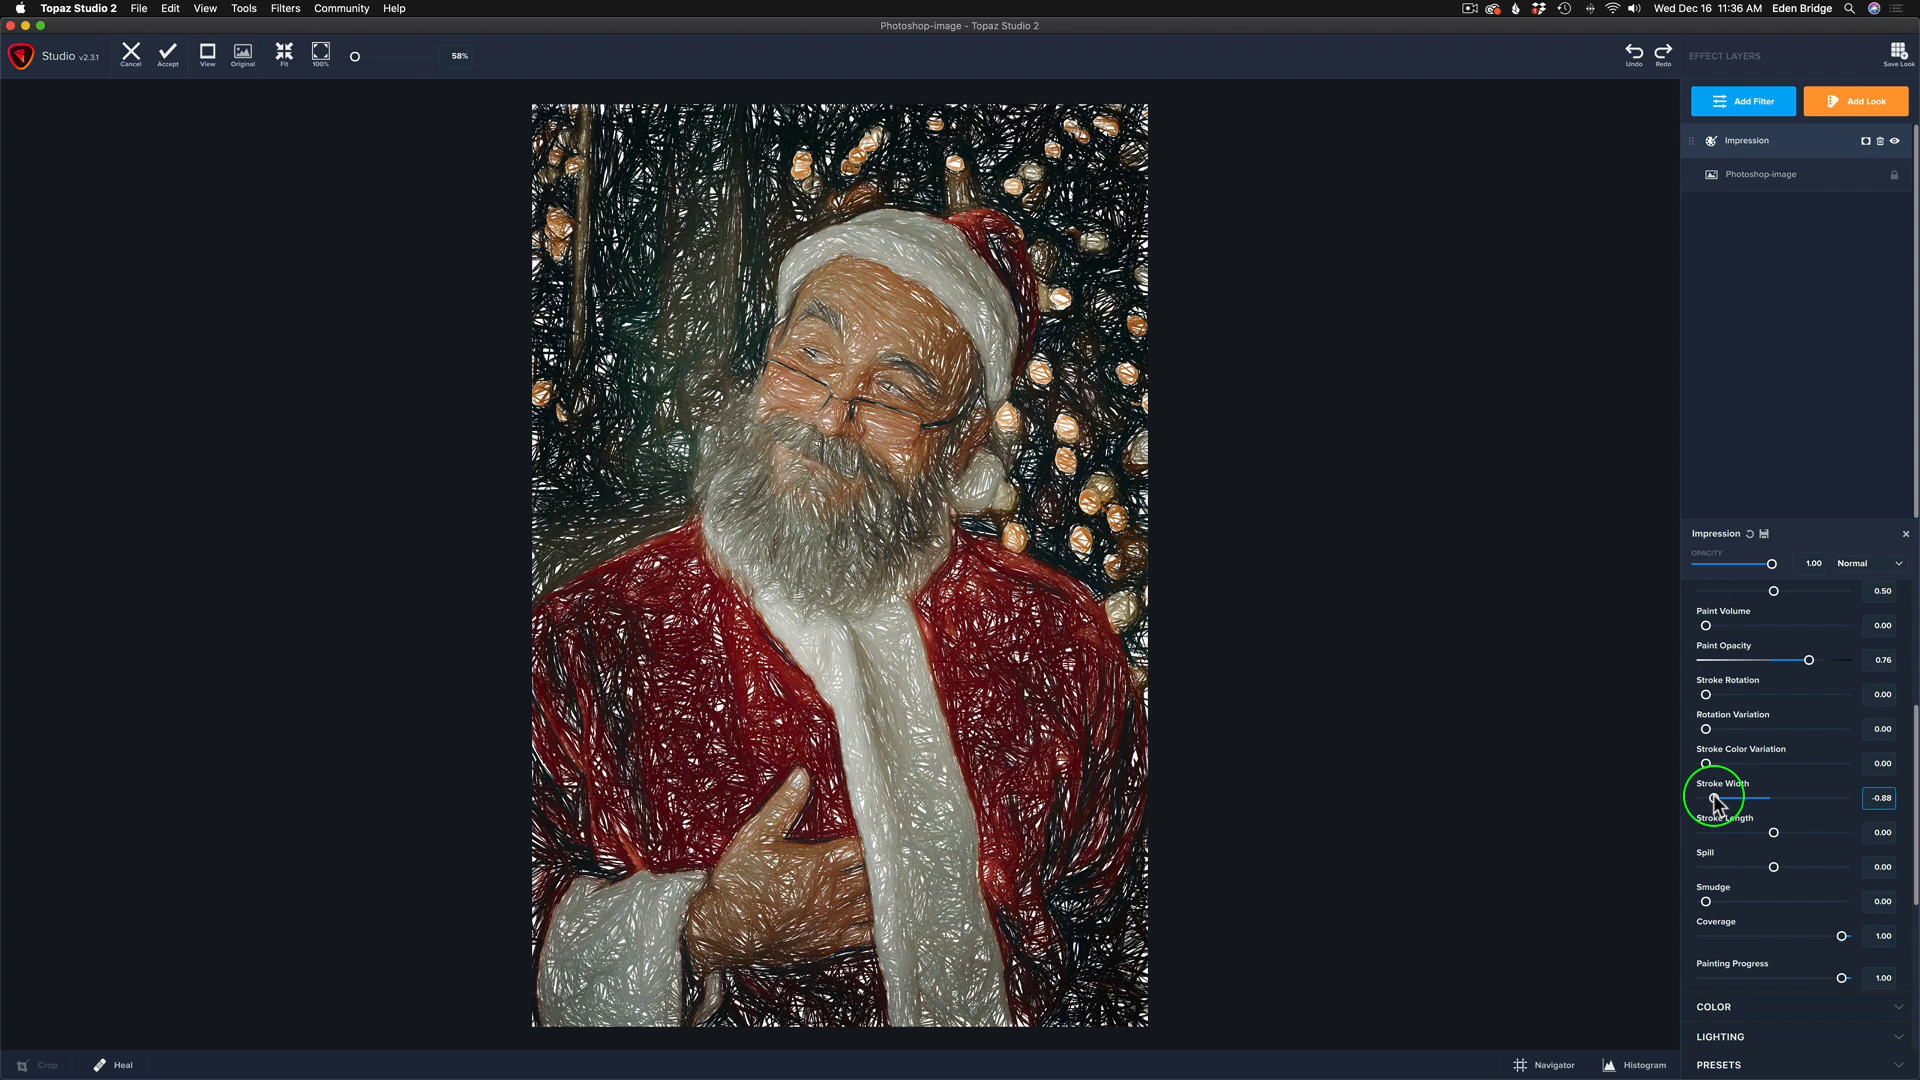 Topaz Studio 2 File Edit View Tools Filters Community Help Wed Dec 16 11:36 AM Eden Bridge
Photoshop-image - Topaz Studio 2
Studio v2.3.1 Cancel Accept View Original Fit 100% 58% Undo Redo EFFECT LAYERS Save Look
Add Filter Add Look
Impression
Photoshop-image
Impression
OPACITY
1.00 Normal
0.50
Paint Volume
0.00
Paint Opacity
0.76
Stroke Rotation
0.00
Rotation Variation
0.00
Stroke Color Variation
0.00
Stroke Width
-0.88
Stroke Length
0.00
Spill
0.00
Smudge
0.00
Coverage
1.00
Painting Progress
1.00
COLOR
LIGHTING
PRESETS
Crop Heal Navigator Histogram